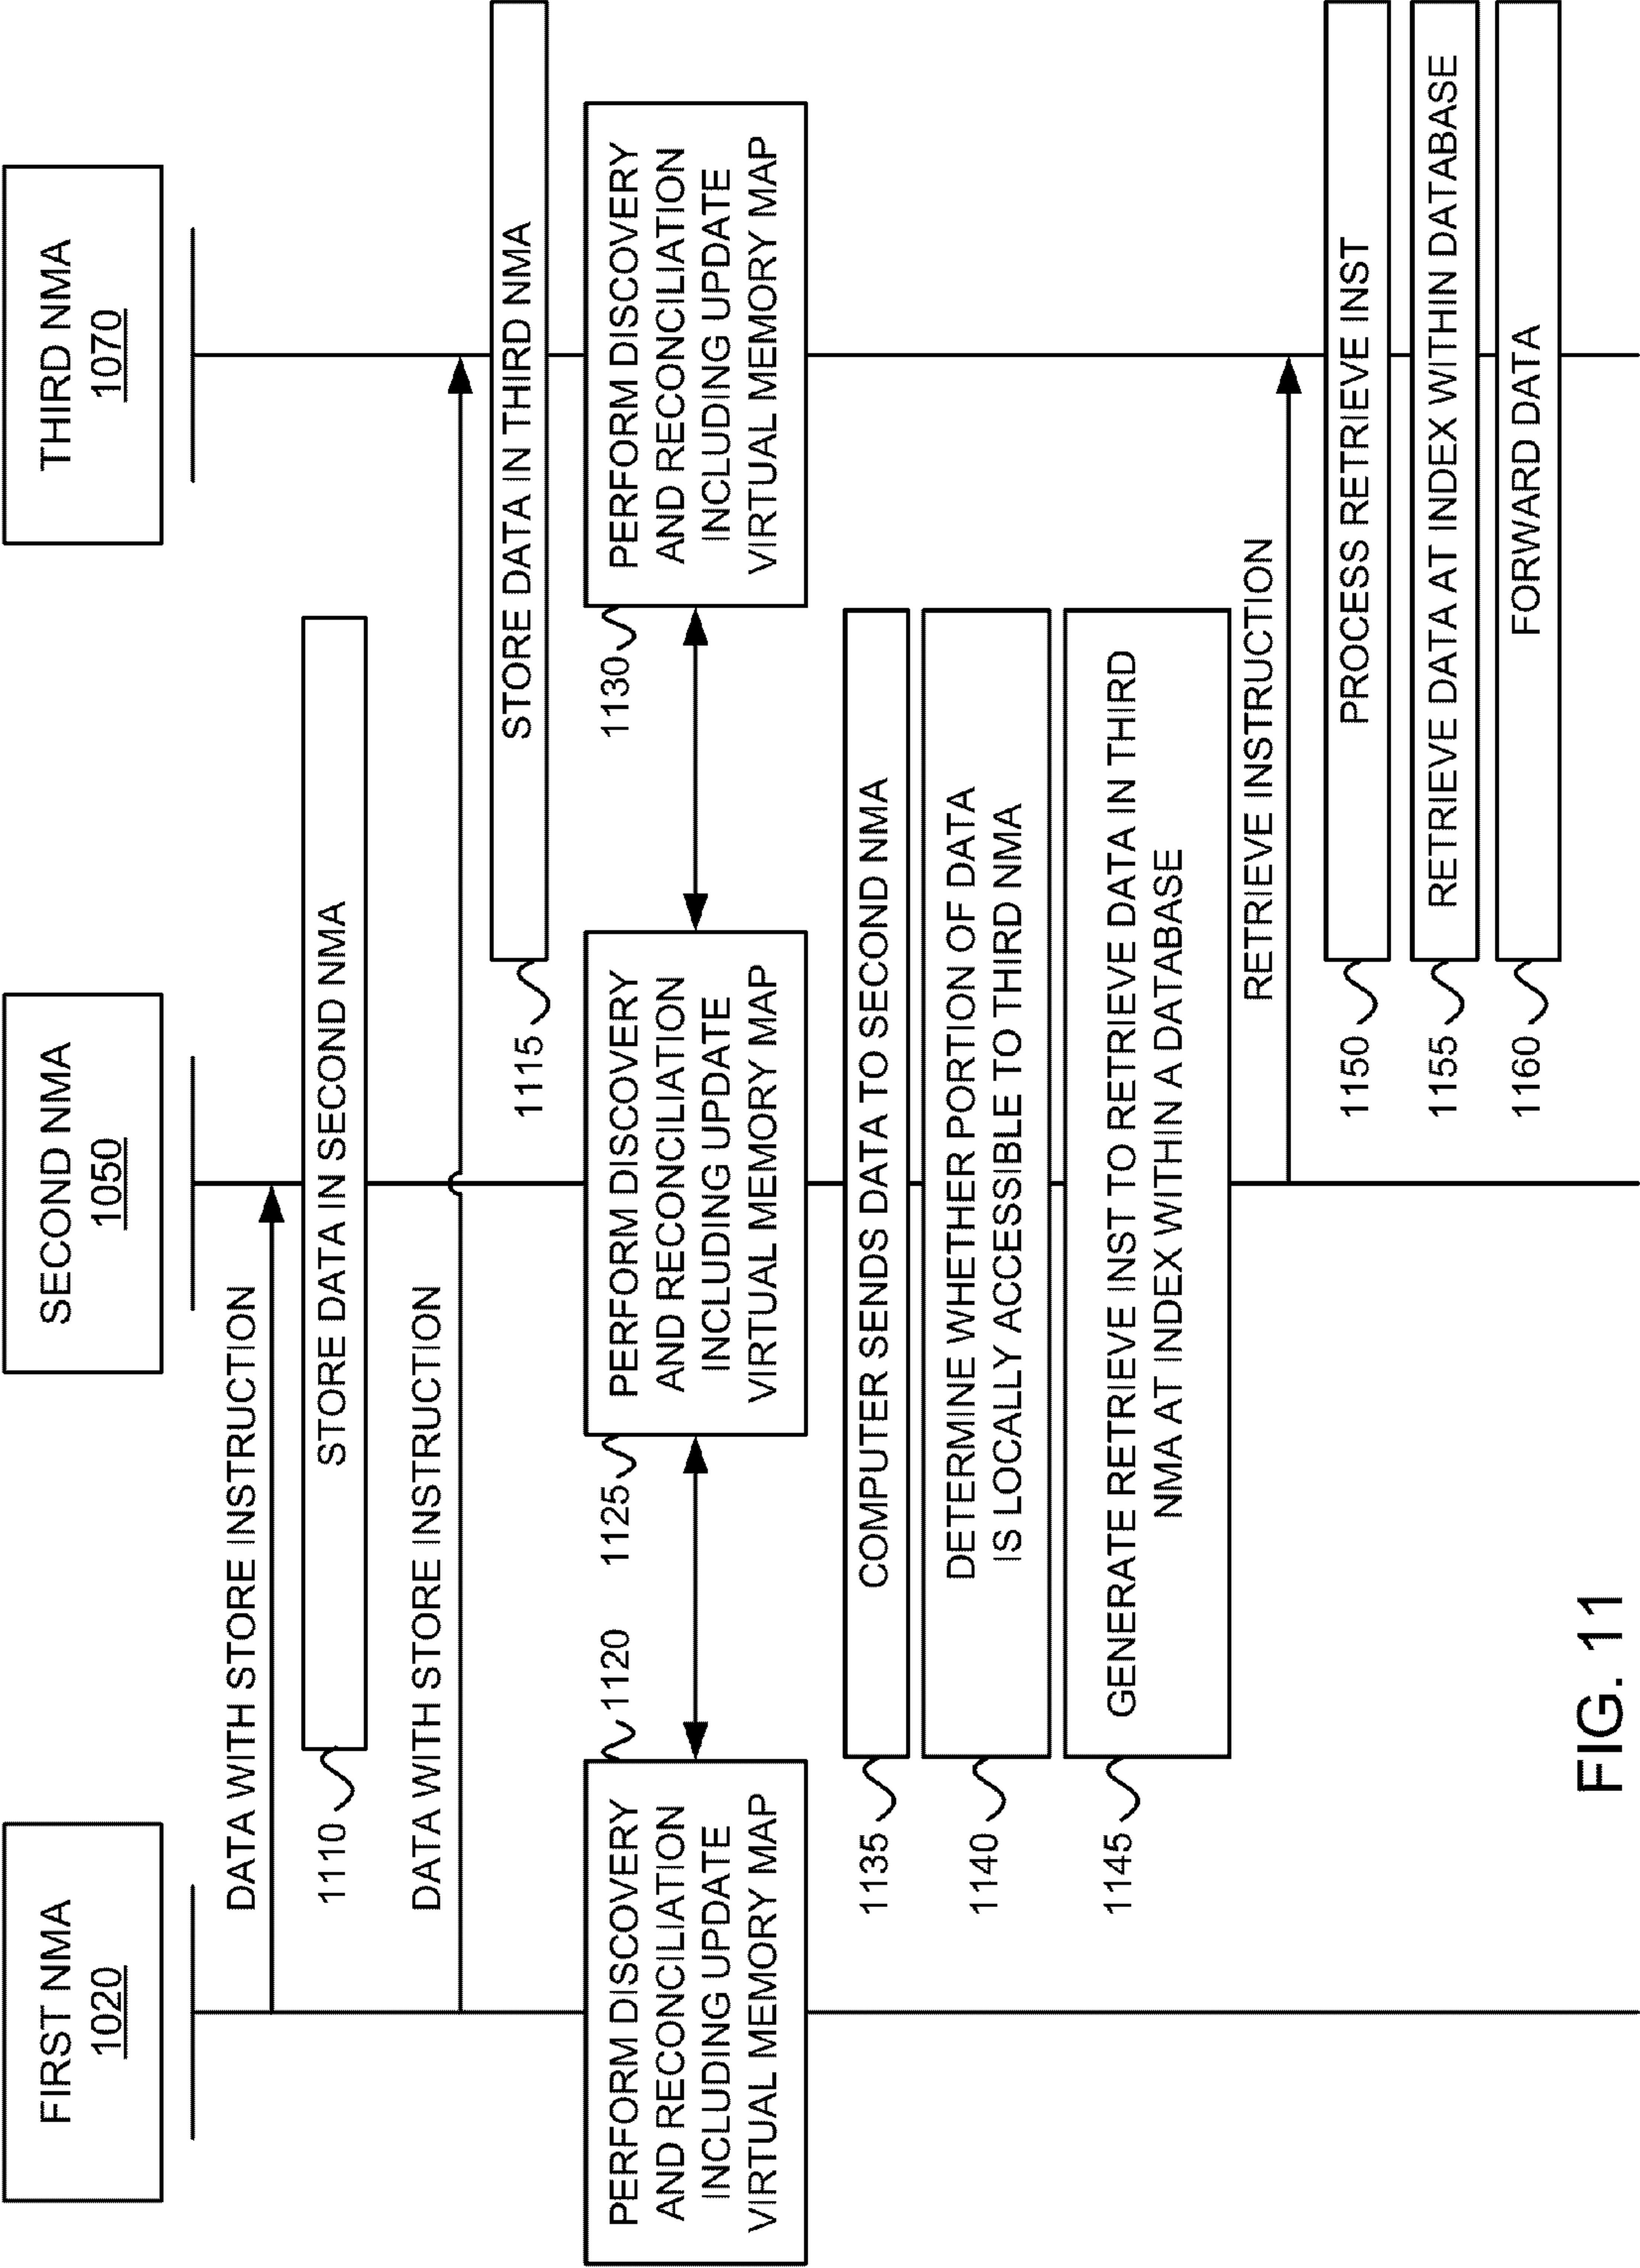 FIRST NMA
1020
SECOND NMA
1050
THIRD NMA
1070
DATA WITH STORE INSTRUCTION
1110
STORE DATA IN SECOND NMA
DATA WITH STORE INSTRUCTION
1115
STORE DATA IN THIRD NMA
1120
PERFORM DISCOVERY
AND RECONCILIATION
INCLUDING UPDATE
VIRTUAL MEMORY MAP
1125
PERFORM DISCOVERY
AND RECONCILIATION
INCLUDING UPDATE
VIRTUAL MEMORY MAP
1130
PERFORM DISCOVERY
AND RECONCILIATION
INCLUDING UPDATE
VIRTUAL MEMORY MAP
1135
COMPUTER SENDS DATA TO SECOND NMA
1140
DETERMINE WHETHER PORTION OF DATA
IS LOCALLY ACCESSIBLE TO THIRD NMA
1145
GENERATE RETRIEVE INST TO RETRIEVE DATA IN THIRD
NMA AT INDEX WITHIN A DATABASE
RETRIEVE INSTRUCTION
1150
PROCESS RETRIEVE INST
1155
RETRIEVE DATA AT INDEX WITHIN DATABASE
1160
FORWARD DATA
FIG. 11